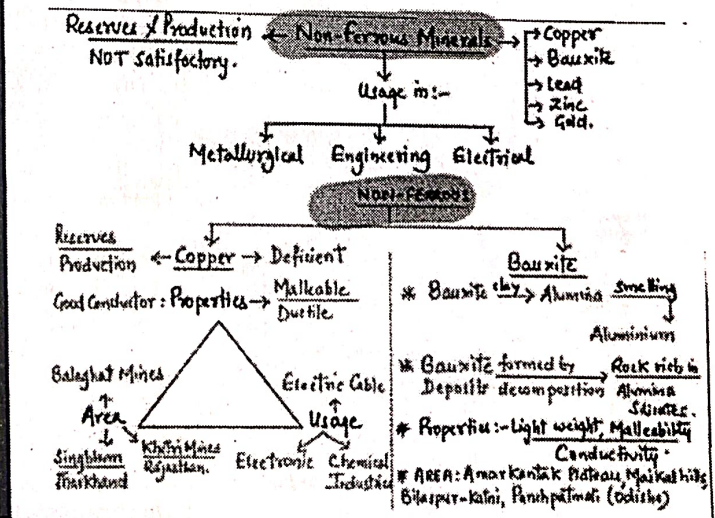 Reserves & Production ← Non-Ferrous Minerals → → Copper
NOT Satisfactory.
→ Bauxite
→ Lead
→ Zinc
→ Gold.
Usage in:-
Metallurgical Engineering Electrical
NON-FERROUS
Reserves
Production ← Copper → Deficient
Good Conductor : Properties → Malleable
Ductile
Balaghat Mines
Area
Singbhum
Jharkhand
Khetri Mines
Rajasthan.
Electric Cable
Usage
Electronic Chemical
Industries
Bauxite
* Bauxite clay → Alumina smelting
Aluminium
* Bauxite formed by → Rock rich in
Deposits decomposition Alumina
Silicates.
* Properties:- Light weight, Malleability
Conductivity.
* AREA: Amarkantak Plateau, Maikal hills,
Bilaspur-Katni, Panchpatmali (Odisha)